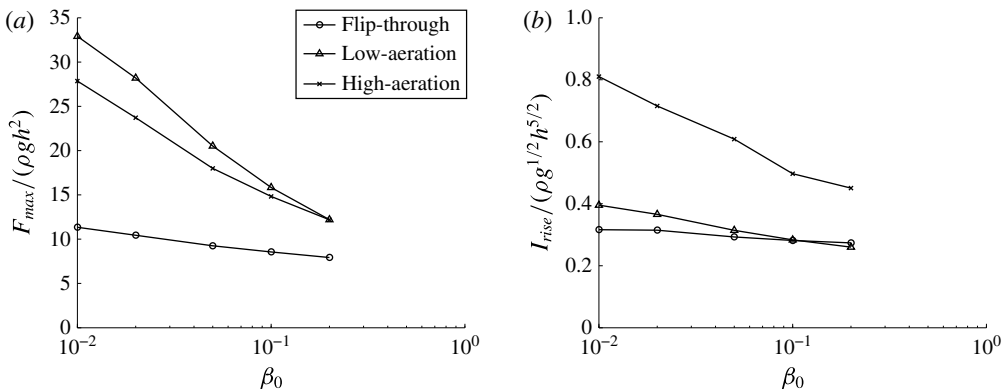 (a)
35
30
25
20
15
10
5
0
F_max/(ρgh²)
10⁻²
10⁻¹
10⁰
β₀
Flip-through
Low-aeration
High-aeration
(b)
1.0
0.8
0.6
0.4
0.2
0
I_rise/(ρg^{1/2}h^{5/2})
10⁻²
10⁻¹
10⁰
β₀